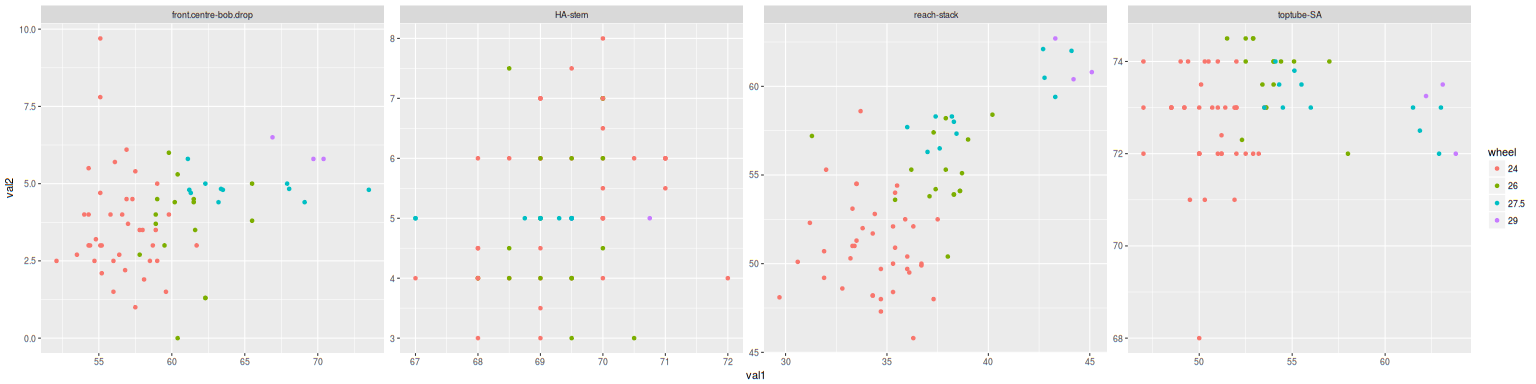 front.centre-bob.drop
HA-stem
reach-stack
toptube-SA
10.0
7.5
5.0
2.5
0.0
55 60 65 70
8
7
6
5
4
3
67 68 69 70 71 72
60
55
50
45
30 35 40 45
74
72
70
68
50 55 60
val2
val1
wheel
24
26
27.5
29